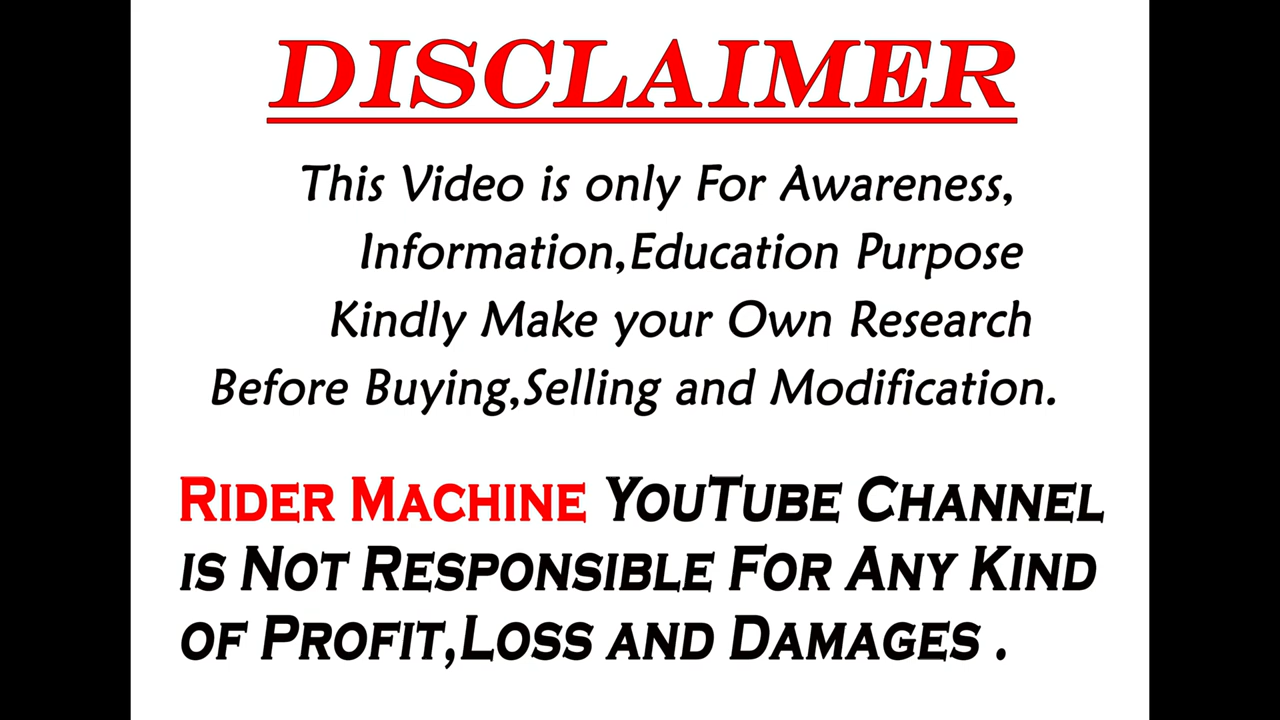 DISCLAIMER
This Video is only For Awareness,
Information,Education Purpose
Kindly Make your Own Research
Before Buying,Selling and Modification.
RIDER MACHINE YOUTUBE CHANNEL
IS NOT RESPONSIBLE FOR ANY KIND
OF PROFIT,LOSS AND DAMAGES .